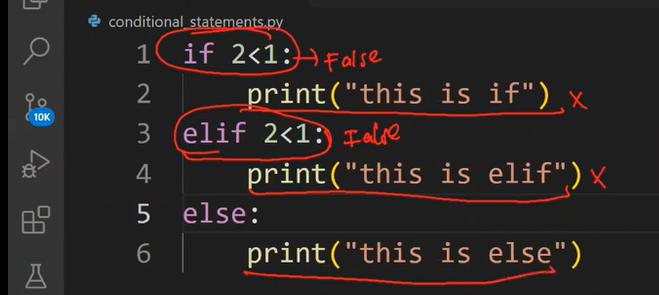 conditional_statements.py
1 if 2<1: → False
2 print("this is if") x
3 elif 2<1: Ialse
10K
4 print("this is elif") x
5 else:
6 print("this is else")